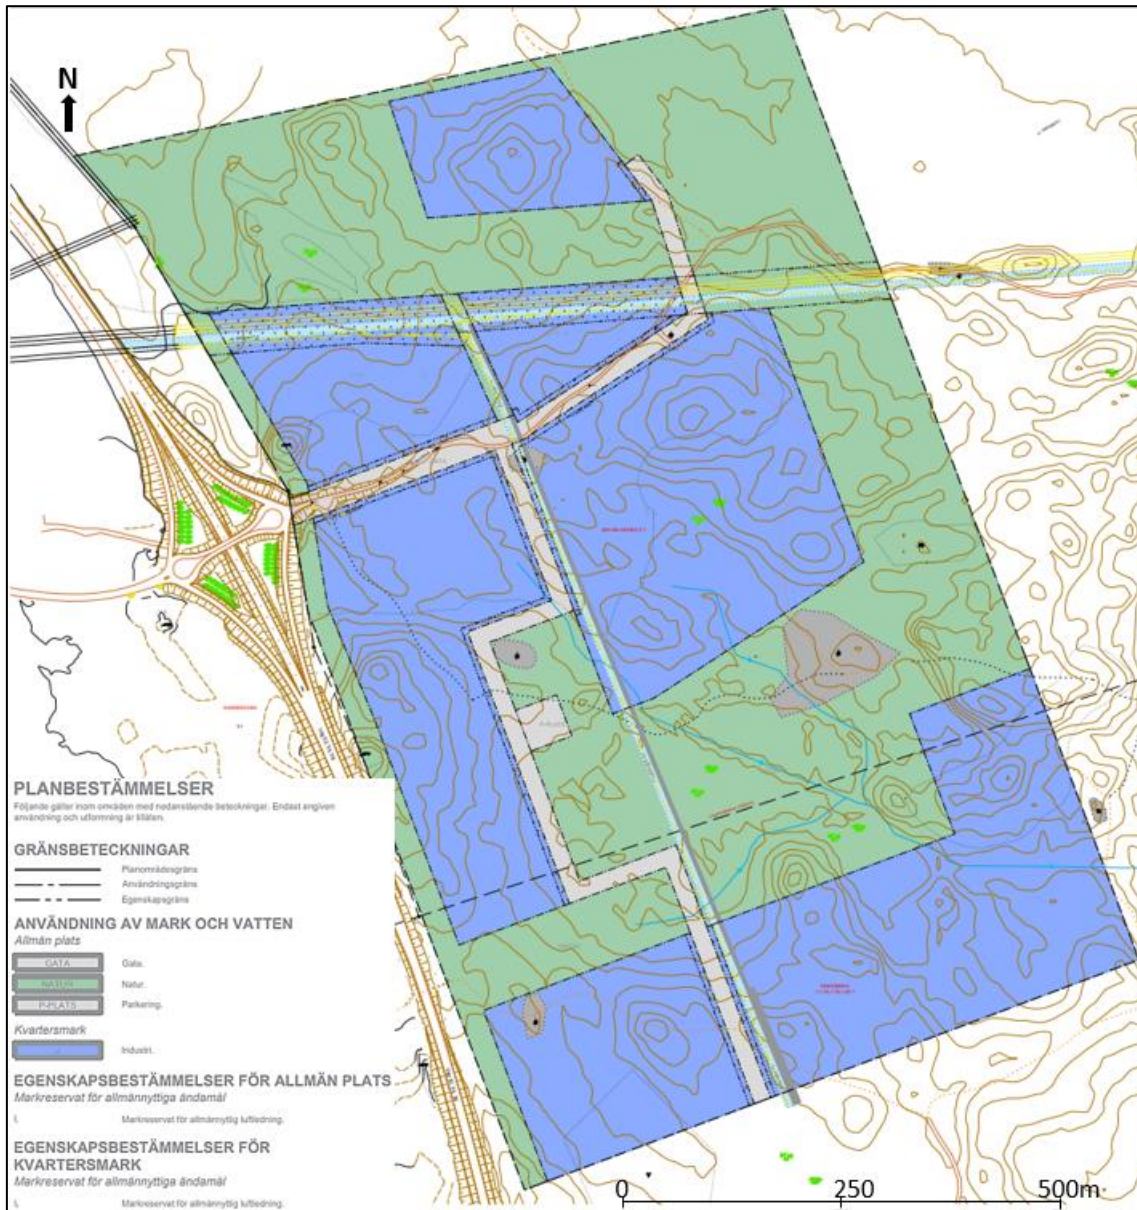 N
PLANBESTÄMMELSER
Följande gäller inom områden med nedanstående beteckningar. Endast angiven
användning och utformning är tillåten.
GRÄNSBETECKNINGAR
Planområdesgräns
Användningsgräns
Egenskapsgräns
ANVÄNDNING AV MARK OCH VATTEN
Allmän plats
GATA Gata.
NATUR Natur.
P-PLATS Parkering.
Kvartersmark
Industri.
EGENSKAPSBESTÄMMELSER FÖR ALLMÄN PLATS
Markreservat för allmännyttiga ändamål
Markreservat för allmännyttig luftledning.
EGENSKAPSBESTÄMMELSER FÖR
KVARTERSMARK
Markreservat för allmännyttiga ändamål
Markreservat för allmännyttig luftledning.
0 250 500m